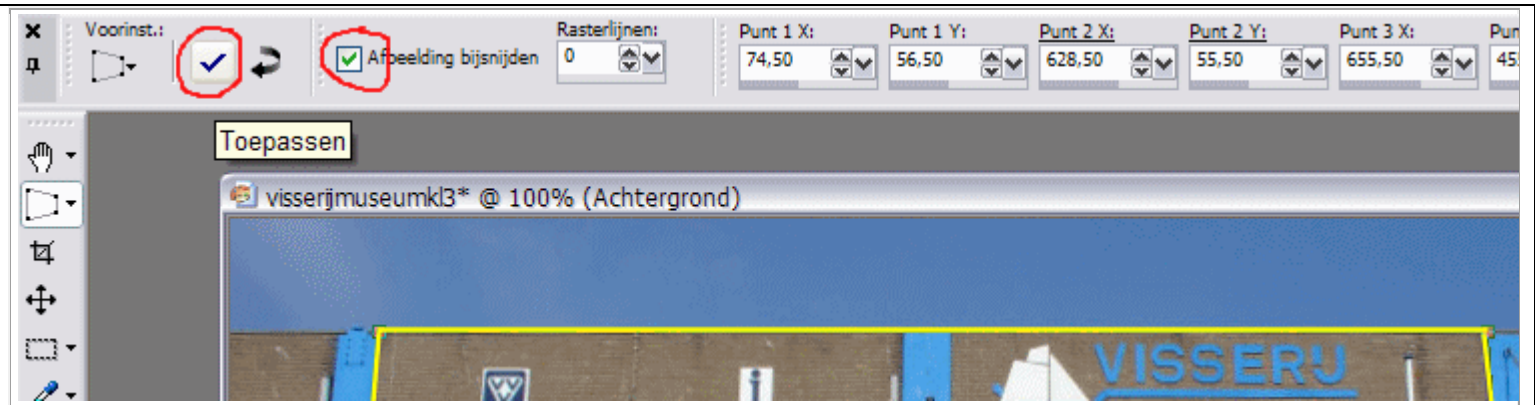 Voorinst.:
Afbeelding bijsnijden
Rasterlijnen:
0
Punt 1 X:
74,50
Punt 1 Y:
56,50
Punt 2 X:
628,50
Punt 2 Y:
55,50
Punt 3 X:
655,50
Toepassen
visserijmuseumkl3* @ 100% (Achtergrond)
i
VISSERIJ